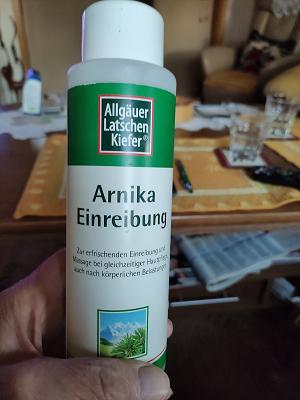 Allgäuer
Latschen
Kiefer®
Arnika
Einreibung
Zur erfrischenden Einreibung und
Massage bei gleichzeitiger Hautpflege,
auch nach körperlichen Belastungen